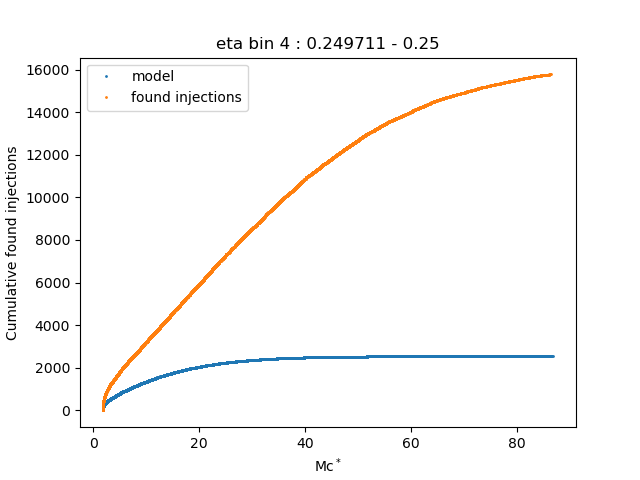 eta bin 4 : 0.249711 - 0.25
model
found injections
Cumulative found injections
16000
14000
12000
10000
8000
6000
4000
2000
0
0 20 40 60 80
Mc*